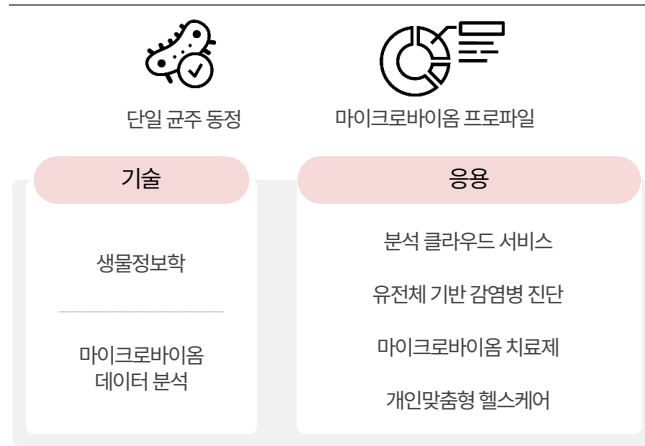 단일 균주 동정
마이크로바이옴 프로파일
기술
응용
생물정보학
마이크로바이옴
데이터 분석
분석 클라우드 서비스
유전체 기반 감염병 진단
마이크로바이옴 치료제
개인맞춤형 헬스케어